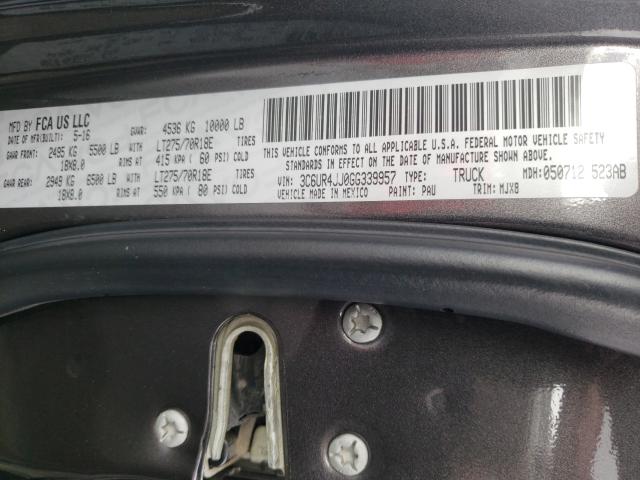 MFD BY FCA US LLC
DATE OF MFR(BUILT): 5-16 GVWR: 4536 KG 10000 LB
GAWR FRONT: 2495 KG 5500 LB TIRES LT275/70R18E
18X8.0 RIMS AT 415 KPA ( 60 PSI) COLD
GAWR REAR: 2949 KG 6500 LB TIRES LT275/70R18E
18X8.0 RIMS AT 550 KPA ( 80 PSI) COLD
THIS VEHICLE CONFORMS TO ALL APPLICABLE U.S.A. FEDERAL MOTOR VEHICLE SAFETY
STANDARDS IN EFFECT ON THE DATE OF MANUFACTURE SHOWN ABOVE.
VIN: 3C6UR4JJ0GG339957 TYPE: TRUCK MDH: 050712 523AB
VEHICLE MADE IN MEXICO PAINT: PAU TRIM: MJX8